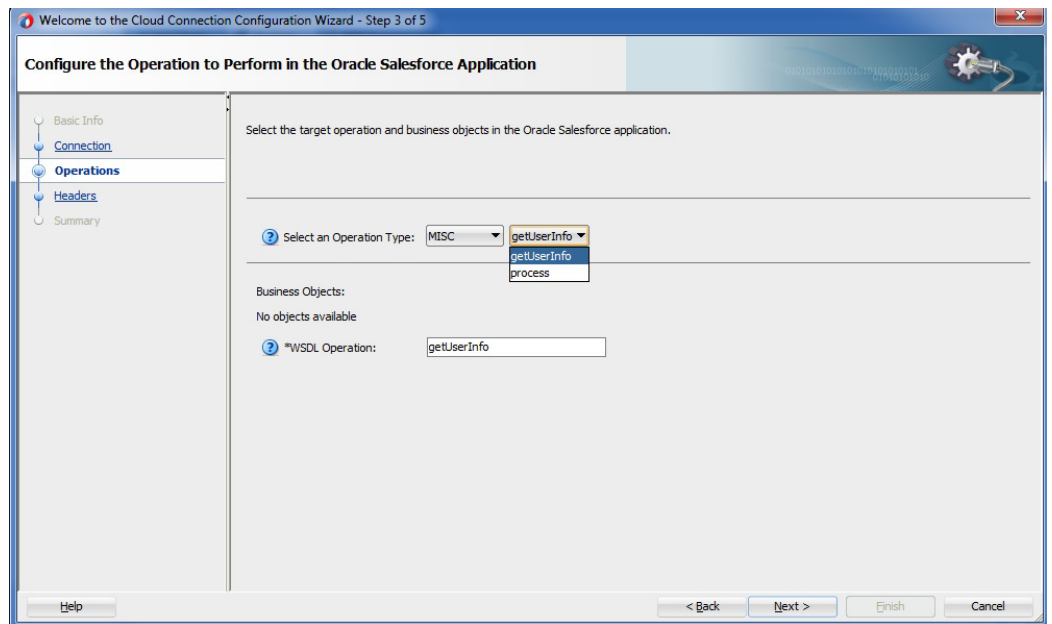 Welcome to the Cloud Connection Configuration Wizard - Step 3 of 5
Configure the Operation to Perform in the Oracle Salesforce Application
Basic Info
Connection
Operations
Headers
Summary
Select the target operation and business objects in the Oracle Salesforce application.
? Select an Operation Type: MISC getUserInfo
getUserInfo
process
Business Objects:
No objects available
? *WSDL Operation: getUserInfo
Help < Back Next > Finish Cancel